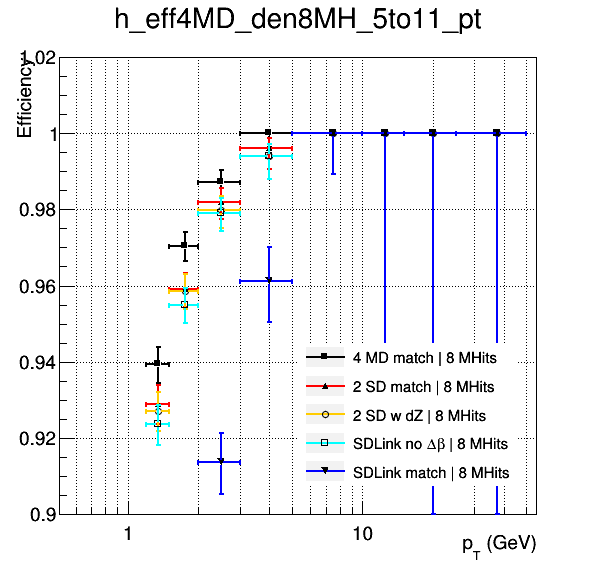 h_eff4MD_den8MH_5to11_pt
Efficiency
1.02
1
0.98
0.96
0.94
0.92
0.9
4 MD match | 8 MHits
2 SD match | 8 MHits
2 SD w dZ | 8 MHits
SDLink no Δβ | 8 MHits
SDLink match | 8 MHits
1
10
p_T (GeV)